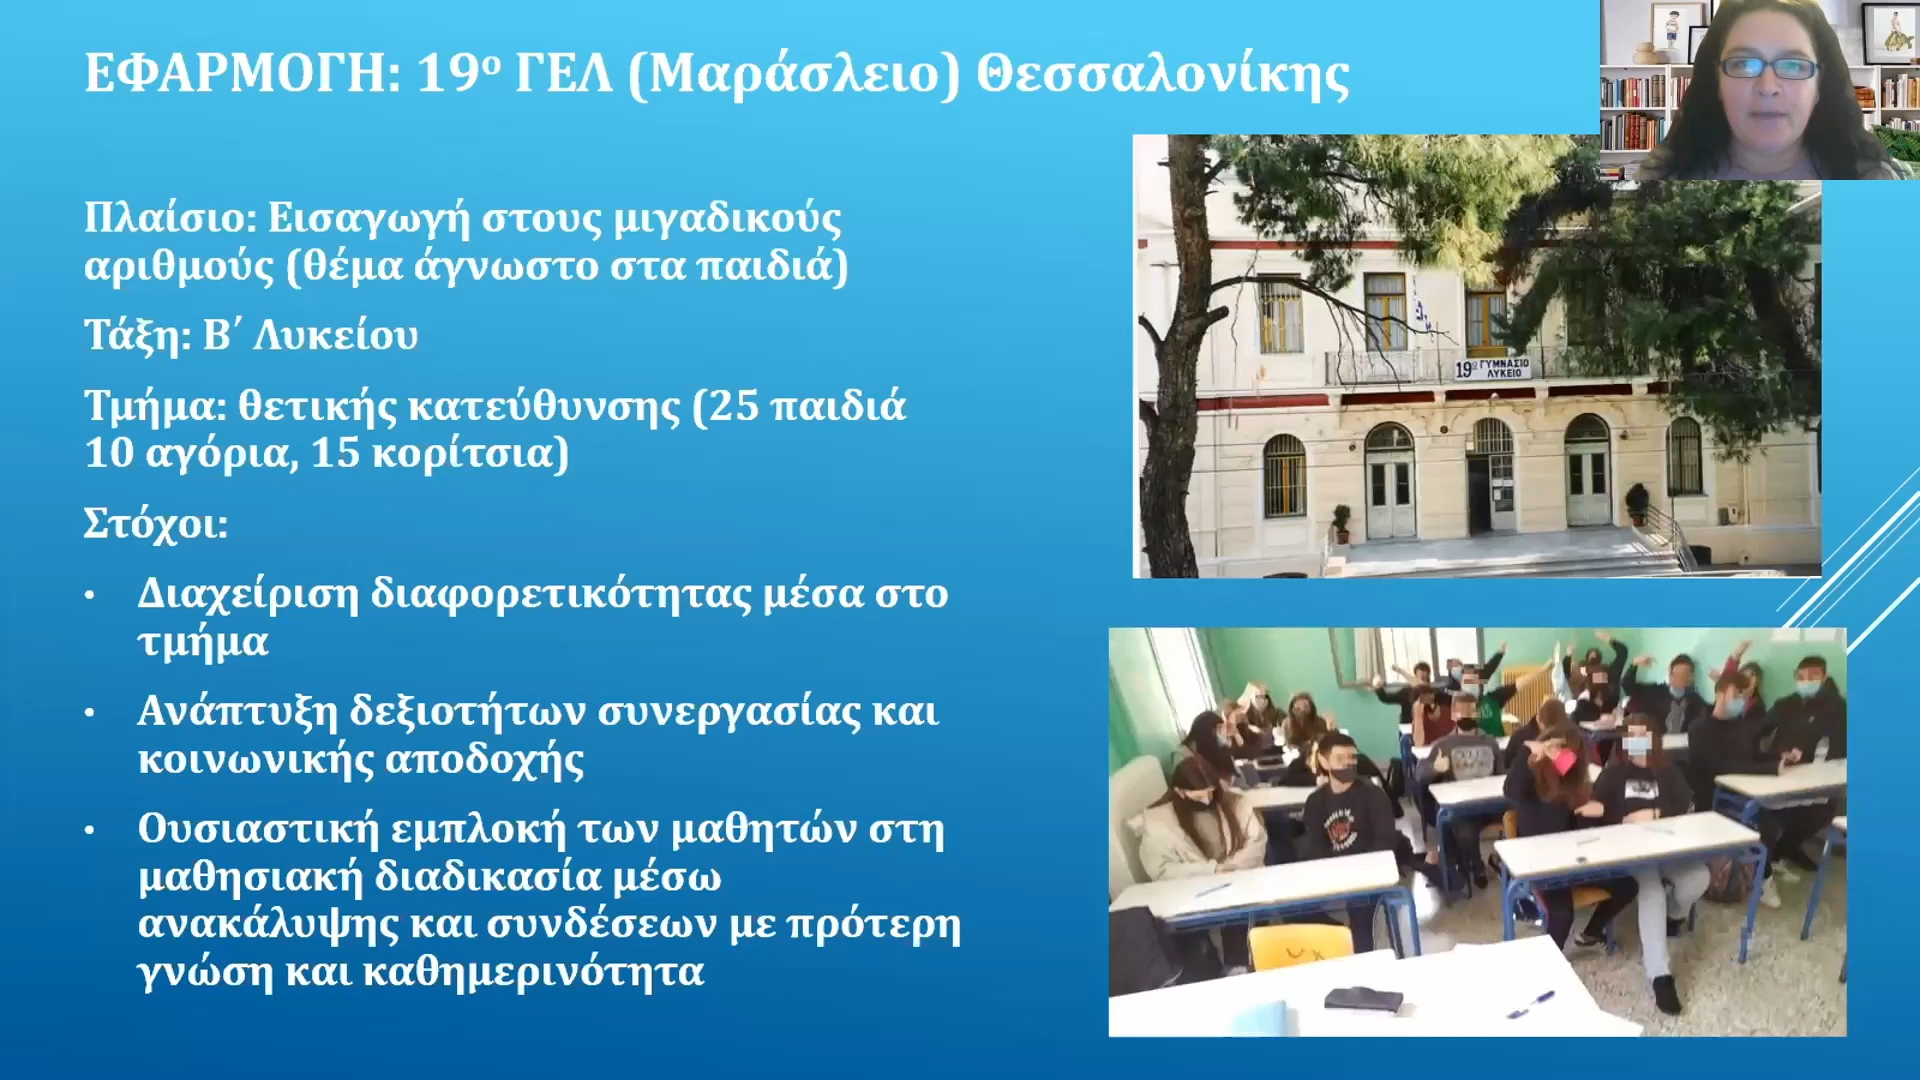 ΕΦΑΡΜΟΓΗ: 19ο ΓΕΛ (Μαράσλειο) Θεσσαλονίκης
Πλαίσιο: Εισαγωγή στους μιγαδικούς
αριθμούς (θέμα άγνωστο στα παιδιά)
Τάξη: Β΄ Λυκείου
Τμήμα: θετικής κατεύθυνσης (25 παιδιά
10 αγόρια, 15 κορίτσια)
Στόχοι:
• Διαχείριση διαφορετικότητας μέσα στο
τμήμα
• Ανάπτυξη δεξιοτήτων συνεργασίας και
κοινωνικής αποδοχής
• Ουσιαστική εμπλοκή των μαθητών στη
μαθησιακή διαδικασία μέσω
ανακάλυψης και συνδέσεων με πρότερη
γνώση και καθημερινότητα
19ο ΓΥΜΝΑΣΙΟ
ΛΥΚΕΙΟ